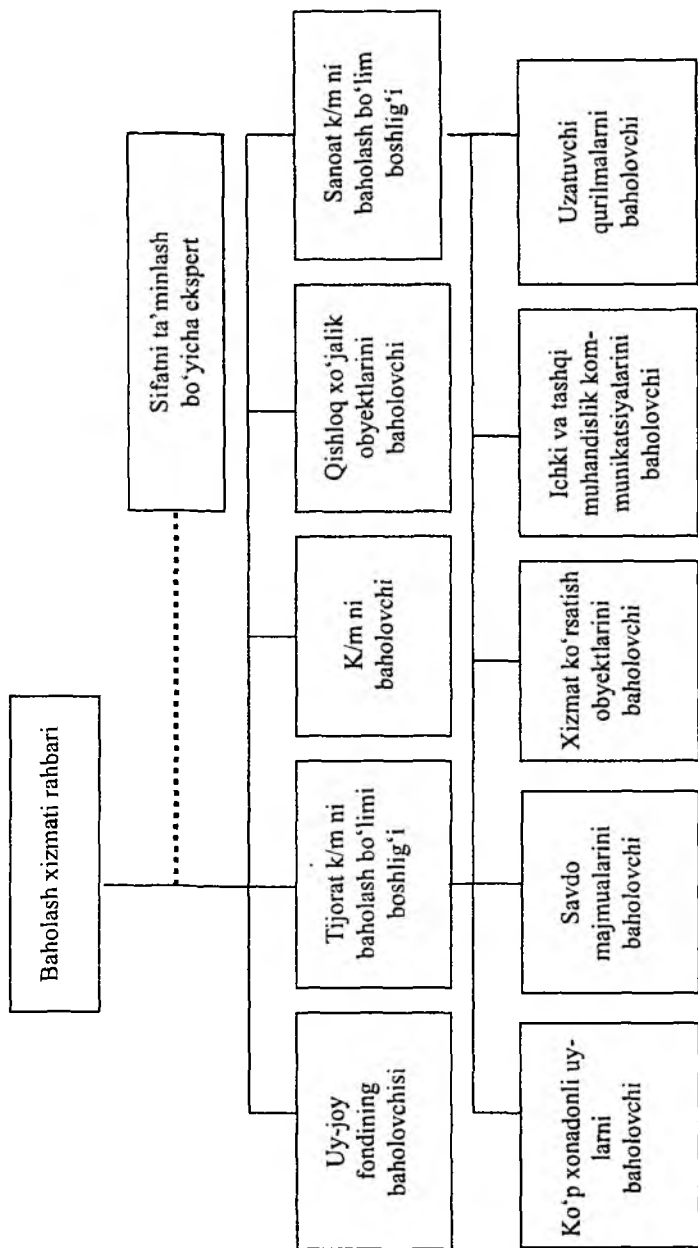 Baholash xizmati rahbari
Sifatni ta’minlash
bo‘yicha ekspert
Uy-joy
fondining
baholovchisi
Tijorat k/m ni
baholash bo‘limi
boshlig‘i
K/m ni
baholovchi
Qishloq xo‘jalik
obyektlarini
baholovchi
Sanoat k/m ni
baholash bo‘lim
boshlig‘i
Ko‘p xonadonli uy-
larni
baholovchi
Savdo
majmualarini
baholovchi
Xizmat ko‘rsatish
obyektlarini
baholovchi
Ichki va tashqi
muhandislik kom-
munikatsiyalarini
baholovchi
Uzatuvchi
qurilmalarni
baholovchi